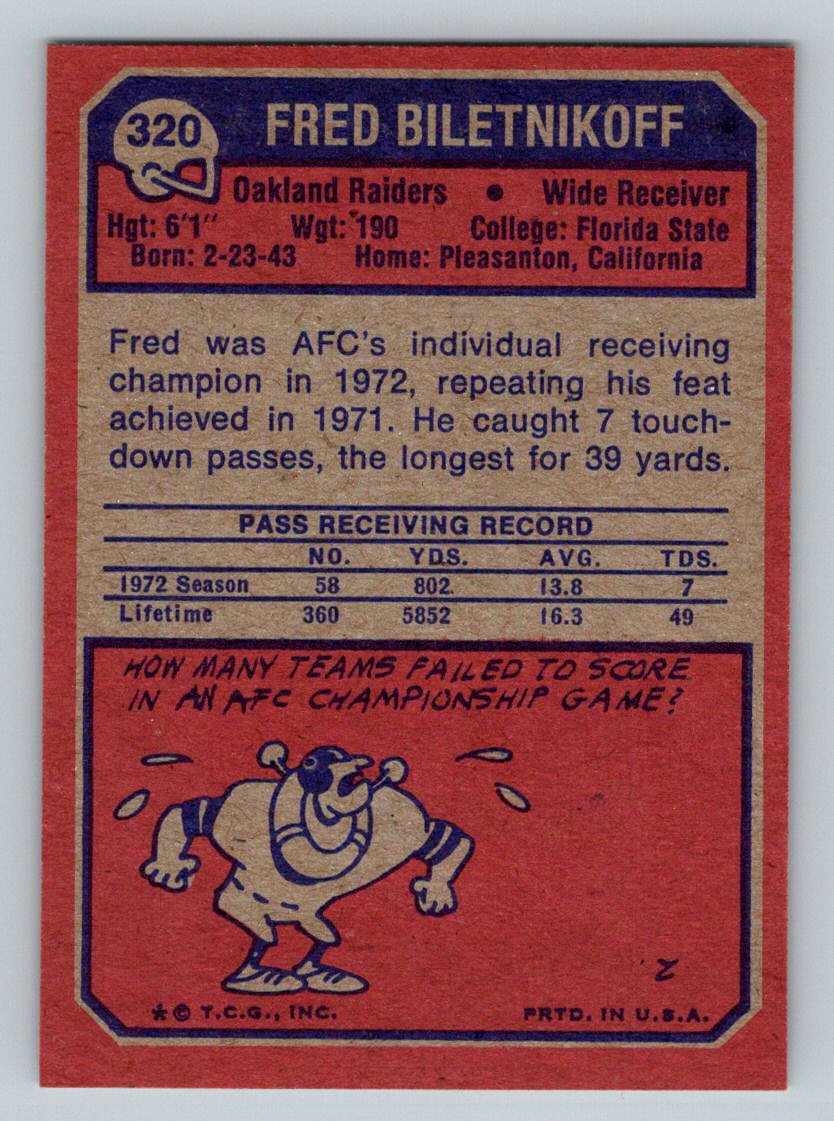 320 FRED BILETNIKOFF
Oakland Raiders • Wide Receiver
Hgt: 6'1" Wgt: 190 College: Florida State
Born: 2-23-43 Home: Pleasanton, California
Fred was AFC's individual receiving
champion in 1972, repeating his feat
achieved in 1971. He caught 7 touch-
down passes, the longest for 39 yards.
PASS RECEIVING RECORD
NO. YDS. AVG. TDS.
1972 Season 58 802 13.8 7
Lifetime 360 5852 16.3 49
HOW MANY TEAMS FAILED TO SCORE
IN AN AFC CHAMPIONSHIP GAME?
2
* © T.C.G., INC. PRTD. IN U.S.A.